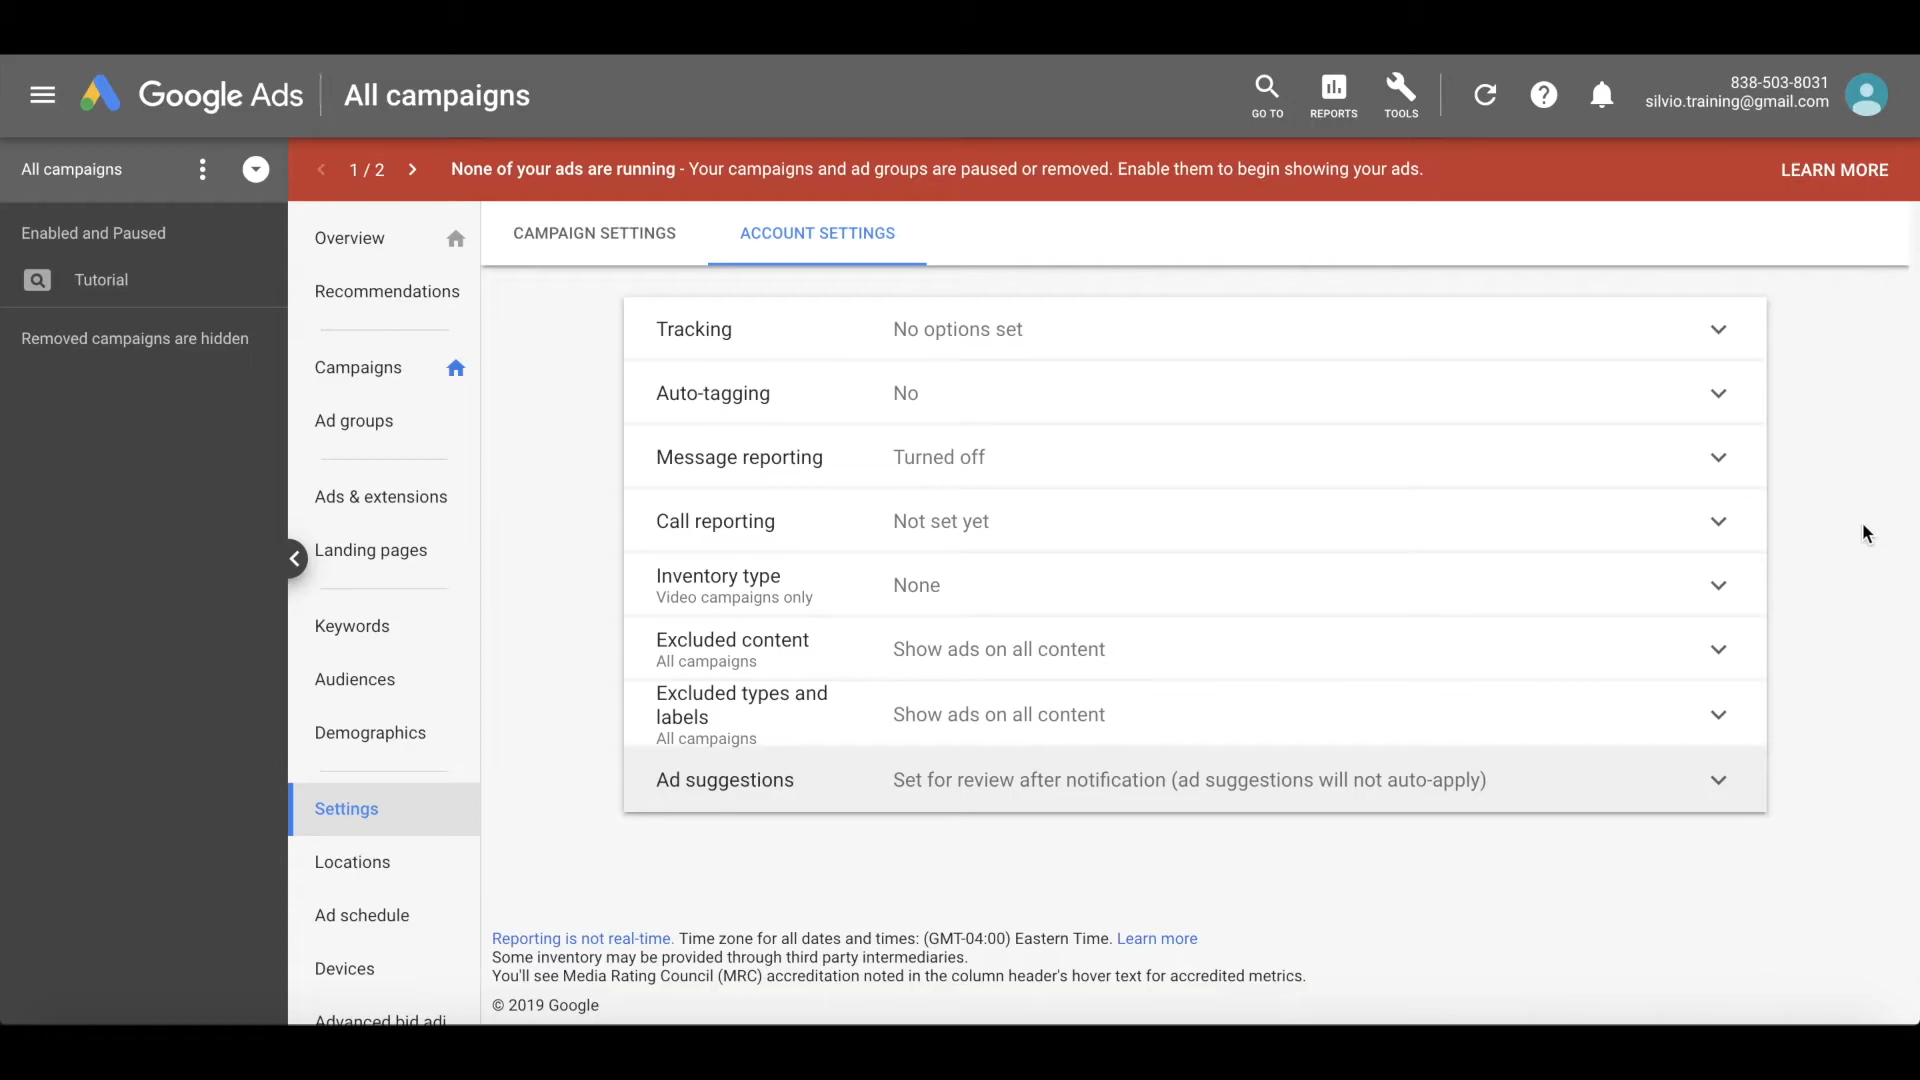 Google Ads
All campaigns
GO TO
REPORTS
TOOLS
838-503-8031
silvio.training@gmail.com
All campaigns
1 / 2
None of your ads are running - Your campaigns and ad groups are paused or removed. Enable them to begin showing your ads.
LEARN MORE
Enabled and Paused
Tutorial
Removed campaigns are hidden
Overview
Recommendations
Campaigns
Ad groups
Ads & extensions
Landing pages
Keywords
Audiences
Demographics
Settings
Locations
Ad schedule
Devices
Advanced bid adj
CAMPAIGN SETTINGS
ACCOUNT SETTINGS
Tracking No options set
Auto-tagging No
Message reporting Turned off
Call reporting Not set yet
Inventory type
Video campaigns only
None
Excluded content
All campaigns
Show ads on all content
Excluded types and
labels
All campaigns
Show ads on all content
Ad suggestions Set for review after notification (ad suggestions will not auto-apply)
Reporting is not real-time. Time zone for all dates and times: (GMT-04:00) Eastern Time. Learn more
Some inventory may be provided through third party intermediaries.
You'll see Media Rating Council (MRC) accreditation noted in the column header's hover text for accredited metrics.
© 2019 Google